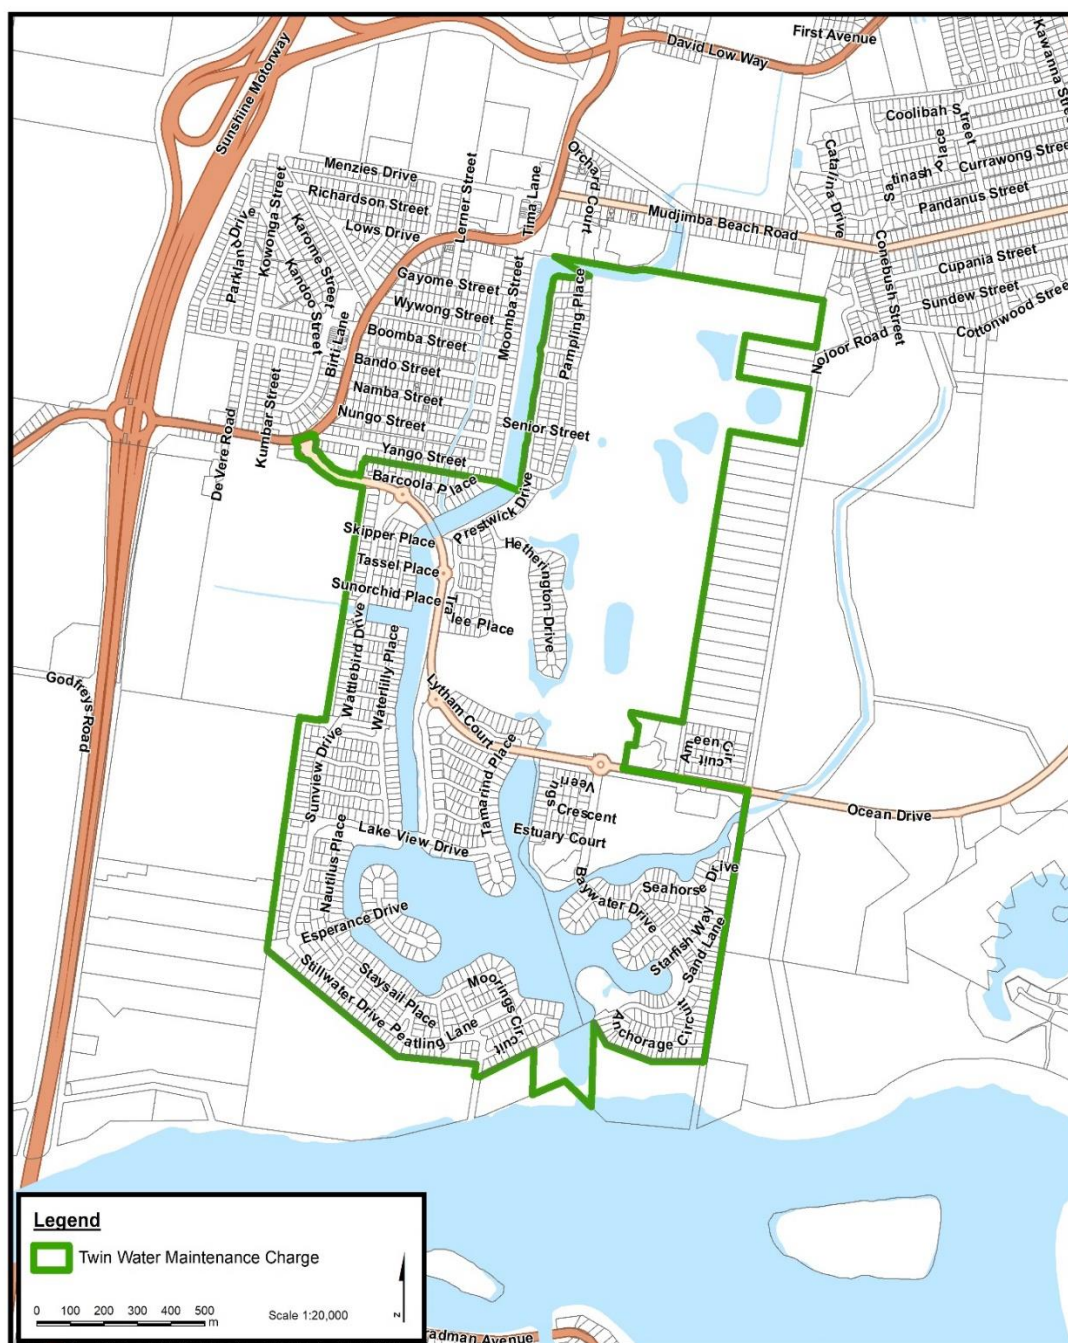 First Avenue
David Low Way
Kawanna Street
Sunshine Motorway
Coolibah Street
Satinash Palace
Currawong Street
Pandanus Street
Catalina Drive
Orchard Court
Menzies Drive
Lerner Street
Tima Lane
Richardson Street
Mudjimba Beach Road
Lows Drive
Parkland Drive
Kowonga Street
Karome Street
Kandoo Street
Conebush Street
Cupania Street
Gayome Street
Moomba Street
Pampling Place
Sundew Street
Cottonwood Street
Wywong Street
Nojoor Road
Boomba Street
Birti Lane
Bando Street
Namba Street
Kumbar Street
De Vere Road
Nungo Street
Senior Street
Yango Street
Barcoola Place
Prestwick Drive
Skipper Place
Hetherington Drive
Tassel Place
Sunorchid Place
Tralee Place
Wattlebird Drive
Waterlilly Place
Godfreys Road
Lytham Court
Sunview Drive
Tamarind Place
Amee Circuit
Veerings
Crescent
Ocean Drive
Estuary Court
Lake View Drive
Nautilus Place
Baywater Drive
Seahorse Drive
Esperance Drive
Starfish Way
Sand Lane
Staysail Place
Moorings Circuit
Stillwater Drive
Peatling Lane
Anchorage Circuit
Legend
Twin Water Maintenance Charge
0 100 200 300 400 500
m
Scale 1:20,000
z
radman Avenue